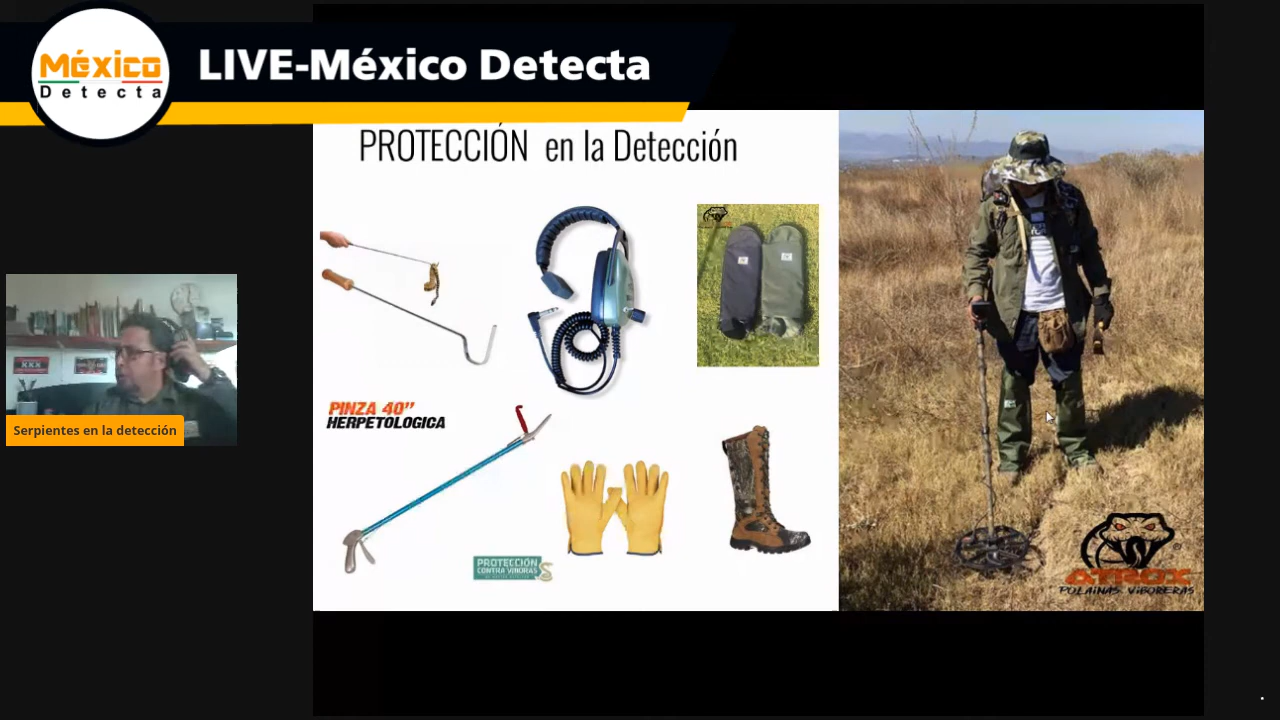 México
Detecta
LIVE-México Detecta
PROTECCIÓN en la Detección
PINZA 40"
HERPETOLOGICA
PROTECCIÓN
CONTRA VÍBORAS
Serpientes en la detección
ATROX
POLAINAS VIBORERAS